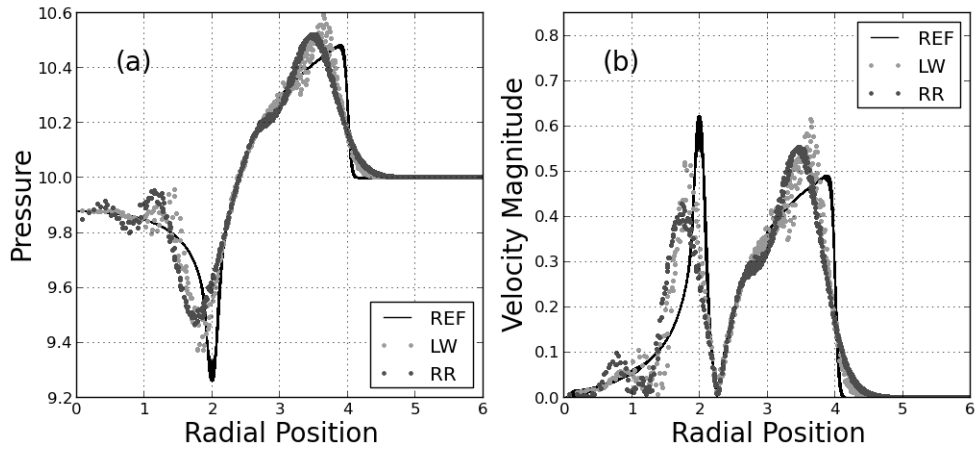 10.6
10.4
10.2
10.0
9.8
9.6
9.4
9.2
Pressure
(a)
REF
LW
RR
0 1 2 3 4 5 6
Radial Position
0.8
0.7
0.6
0.5
0.4
0.3
0.2
0.1
0.0
Velocity Magnitude
(b)
REF
LW
RR
0 1 2 3 4 5 6
Radial Position